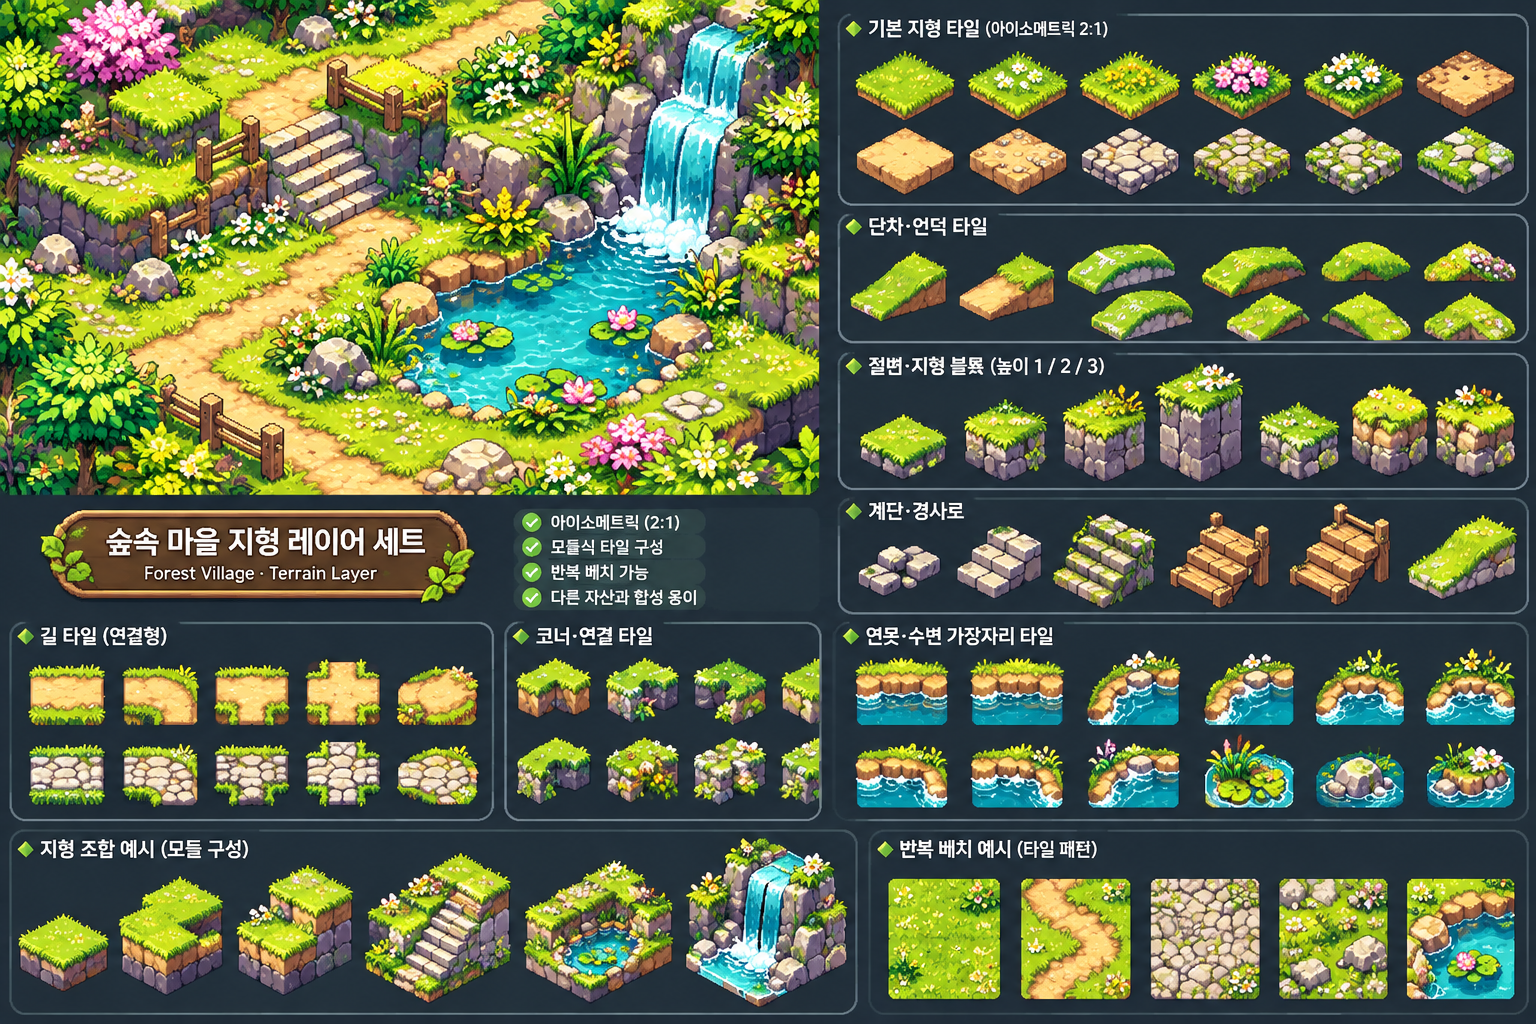 기본 지형 타일 (아이소메트릭 2:1)
단차·언덕 타일
절변·지형 블록 (높이 1 / 2 / 3)
계단·경사로
숲속 마을 지형 레이어 세트
Forest Village · Terrain Layer
아이소메트릭 (2:1)
모듈식 타일 구성
반복 배치 가능
다른 자산과 합성 용이
길 타일 (연결형)
코너·연결 타일
연못·수변 가장자리 타일
지형 조합 예시 (모듈 구성)
반복 배치 예시 (타일 패턴)